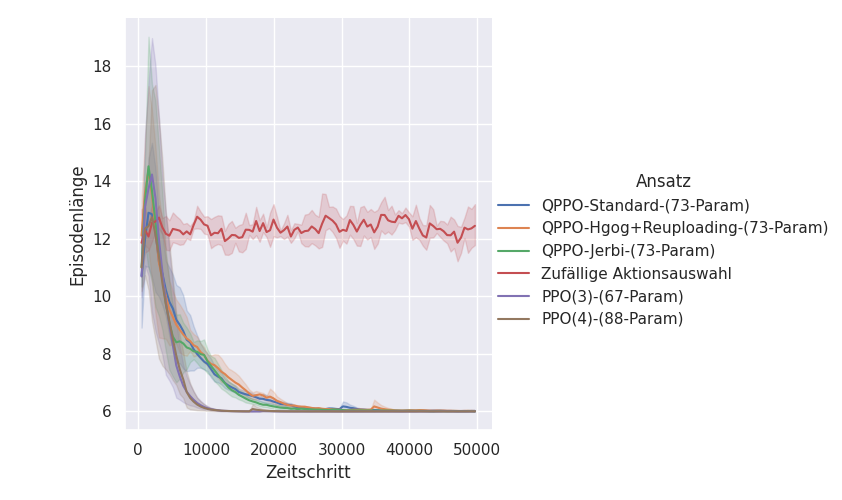 18
16
14
12
10
8
6
Episodenlänge
0 10000 20000 30000 40000 50000
Zeitschritt
Ansatz
QPPO-Standard-(73-Param)
QPPO-Hgog+Reuploading-(73-Param)
QPPO-Jerbi-(73-Param)
Zufällige Aktionsauswahl
PPO(3)-(67-Param)
PPO(4)-(88-Param)